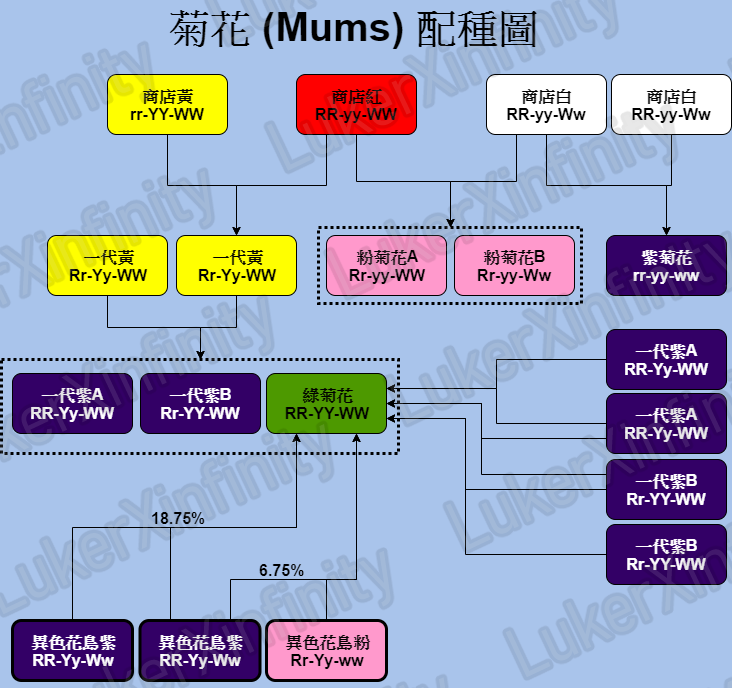 菊花 (Mums) 配種圖
商店黃
rr-YY-WW
商店紅
RR-yy-WW
商店白
RR-yy-Ww
商店白
RR-yy-Ww
一代黃
Rr-Yy-WW
一代黃
Rr-Yy-WW
粉菊花A
Rr-yy-WW
粉菊花B
Rr-yy-Ww
紫菊花
rr-yy-ww
一代紫A
RR-Yy-WW
一代紫B
Rr-YY-WW
綠菊花
RR-YY-WW
一代紫A
RR-Yy-WW
一代紫A
RR-Yy-WW
一代紫B
Rr-YY-WW
一代紫B
Rr-YY-WW
18.75%
6.75%
異色花島紫
RR-Yy-Ww
異色花島紫
RR-Yy-Ww
異色花島粉
Rr-Yy-ww
LukerXinfinity